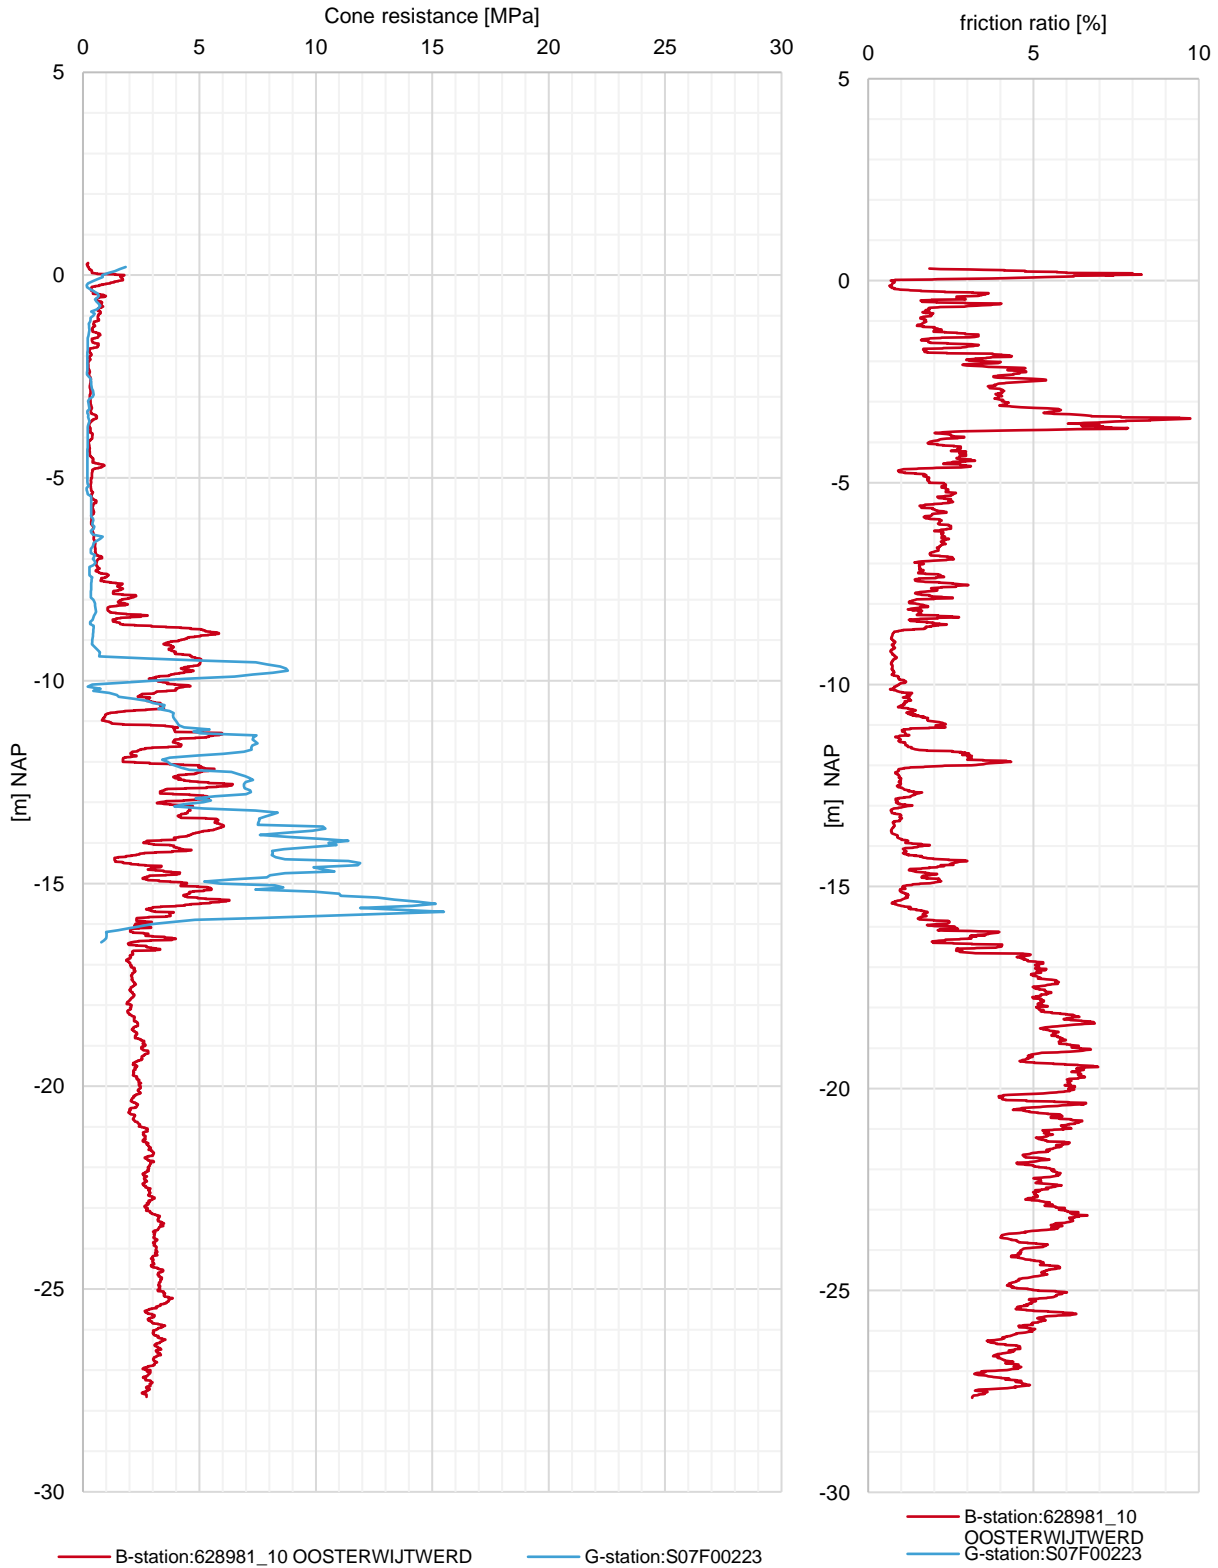 Cone resistance [MPa]
0 5 10 15 20 25 30
5
0
-5
-10
-15
-20
-25
-30
[m] NAP
B-station:628981_10 OOSTERWIJTWERD
G-station:S07F00223
friction ratio [%]
0 5 10
5
0
-5
-10
-15
-20
-25
-30
[m] NAP
B-station:628981_10
OOSTERWIJTWERD
G-station:S07F00223